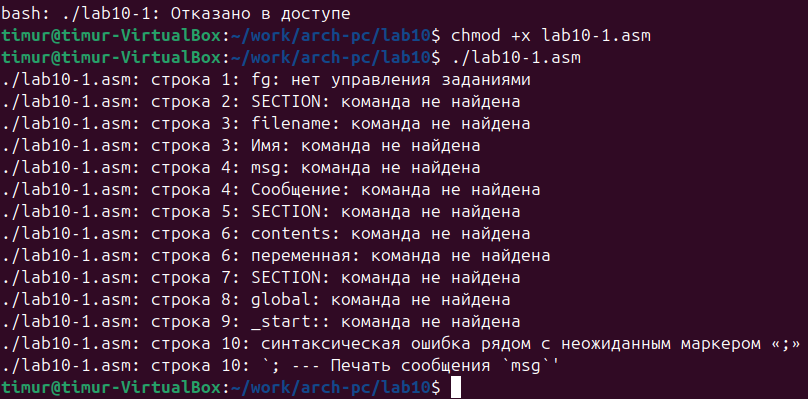 bash: ./lab10-1: Отказано в доступе
timur@timur-VirtualBox:~/work/arch-pc/lab10$ chmod +x lab10-1.asm
timur@timur-VirtualBox:~/work/arch-pc/lab10$ ./lab10-1.asm
./lab10-1.asm: строка 1: fg: нет управления заданиями
./lab10-1.asm: строка 2: SECTION: команда не найдена
./lab10-1.asm: строка 3: filename: команда не найдена
./lab10-1.asm: строка 3: Имя: команда не найдена
./lab10-1.asm: строка 4: msg: команда не найдена
./lab10-1.asm: строка 4: Сообщение: команда не найдена
./lab10-1.asm: строка 5: SECTION: команда не найдена
./lab10-1.asm: строка 6: contents: команда не найдена
./lab10-1.asm: строка 6: переменная: команда не найдена
./lab10-1.asm: строка 7: SECTION: команда не найдена
./lab10-1.asm: строка 8: global: команда не найдена
./lab10-1.asm: строка 9: _start:: команда не найдена
./lab10-1.asm: строка 10: синтаксическая ошибка рядом с неожиданным маркером «;»
./lab10-1.asm: строка 10: `; --- Печать сообщения `msg`'
timur@timur-VirtualBox:~/work/arch-pc/lab10$